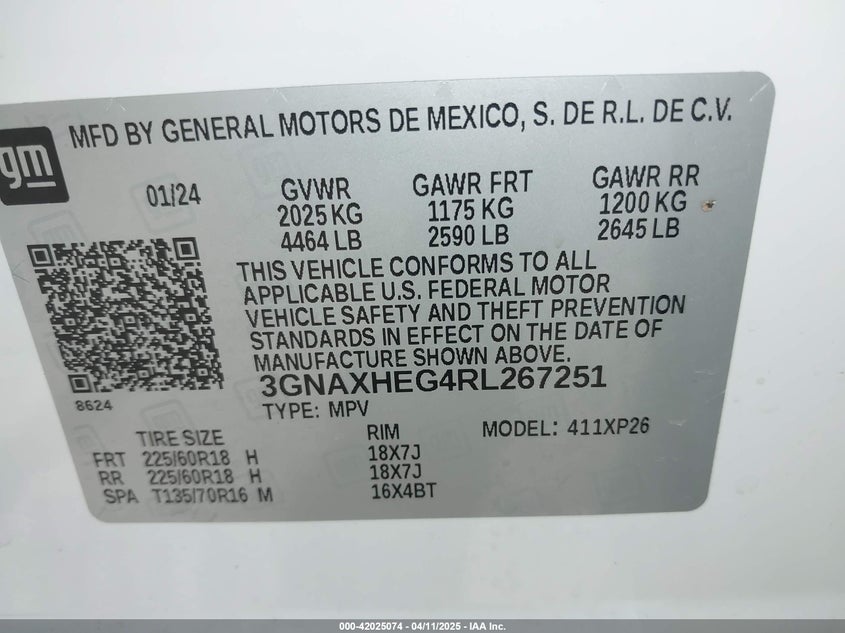 gm
MFD BY GENERAL MOTORS DE MEXICO, S. DE R.L. DE C.V.
01/24 GVWR GAWR FRT GAWR RR
2025 KG 1175 KG 1200 KG
4464 LB 2590 LB 2645 LB
THIS VEHICLE CONFORMS TO ALL
APPLICABLE U.S. FEDERAL MOTOR
VEHICLE SAFETY AND THEFT PREVENTION
STANDARDS IN EFFECT ON THE DATE OF
MANUFACTURE SHOWN ABOVE.
3GNAXHEG4RL267251
8624
TYPE: MPV
TIRE SIZE RIM MODEL: 411XP26
FRT 225/60R18 H 18X7J
RR 225/60R18 H 18X7J
SPA T135/70R16 M 16X4BT
000-42025074 - 04/11/2025 - IAA Inc.